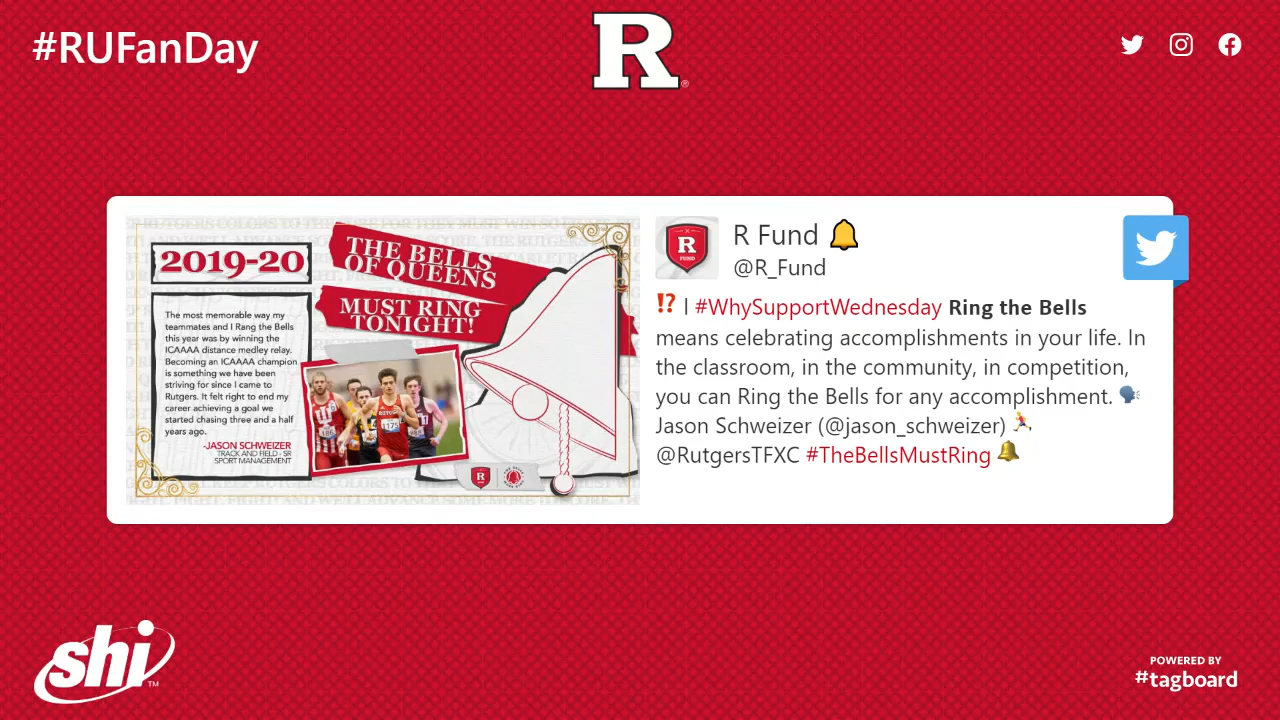 #RUFanDay
R
2019-20
The most memorable way my
teammates and I Rang the Bells
this year was by winning the
ICAAAA distance medley relay.
Becoming an ICAAAA champion
is something we have been
striving for since I came to
Rutgers. It felt right to end my
career achieving a goal we
started chasing three and a half
years ago.
-JASON SCHWEIZER
TRACK AND FIELD - SR
SPORT MANAGEMENT
THE BELLS
OF QUEENS
MUST RING
TONIGHT!
R Fund 🔔
@R_Fund
⁉️ | #WhySupportWednesday Ring the Bells
means celebrating accomplishments in your life. In
the classroom, in the community, in competition,
you can Ring the Bells for any accomplishment. 🗣️
Jason Schweizer (@jason_schweizer) 🏃
@RutgersTFXC #TheBellsMustRing 🔔
shi™
POWERED BY
#tagboard